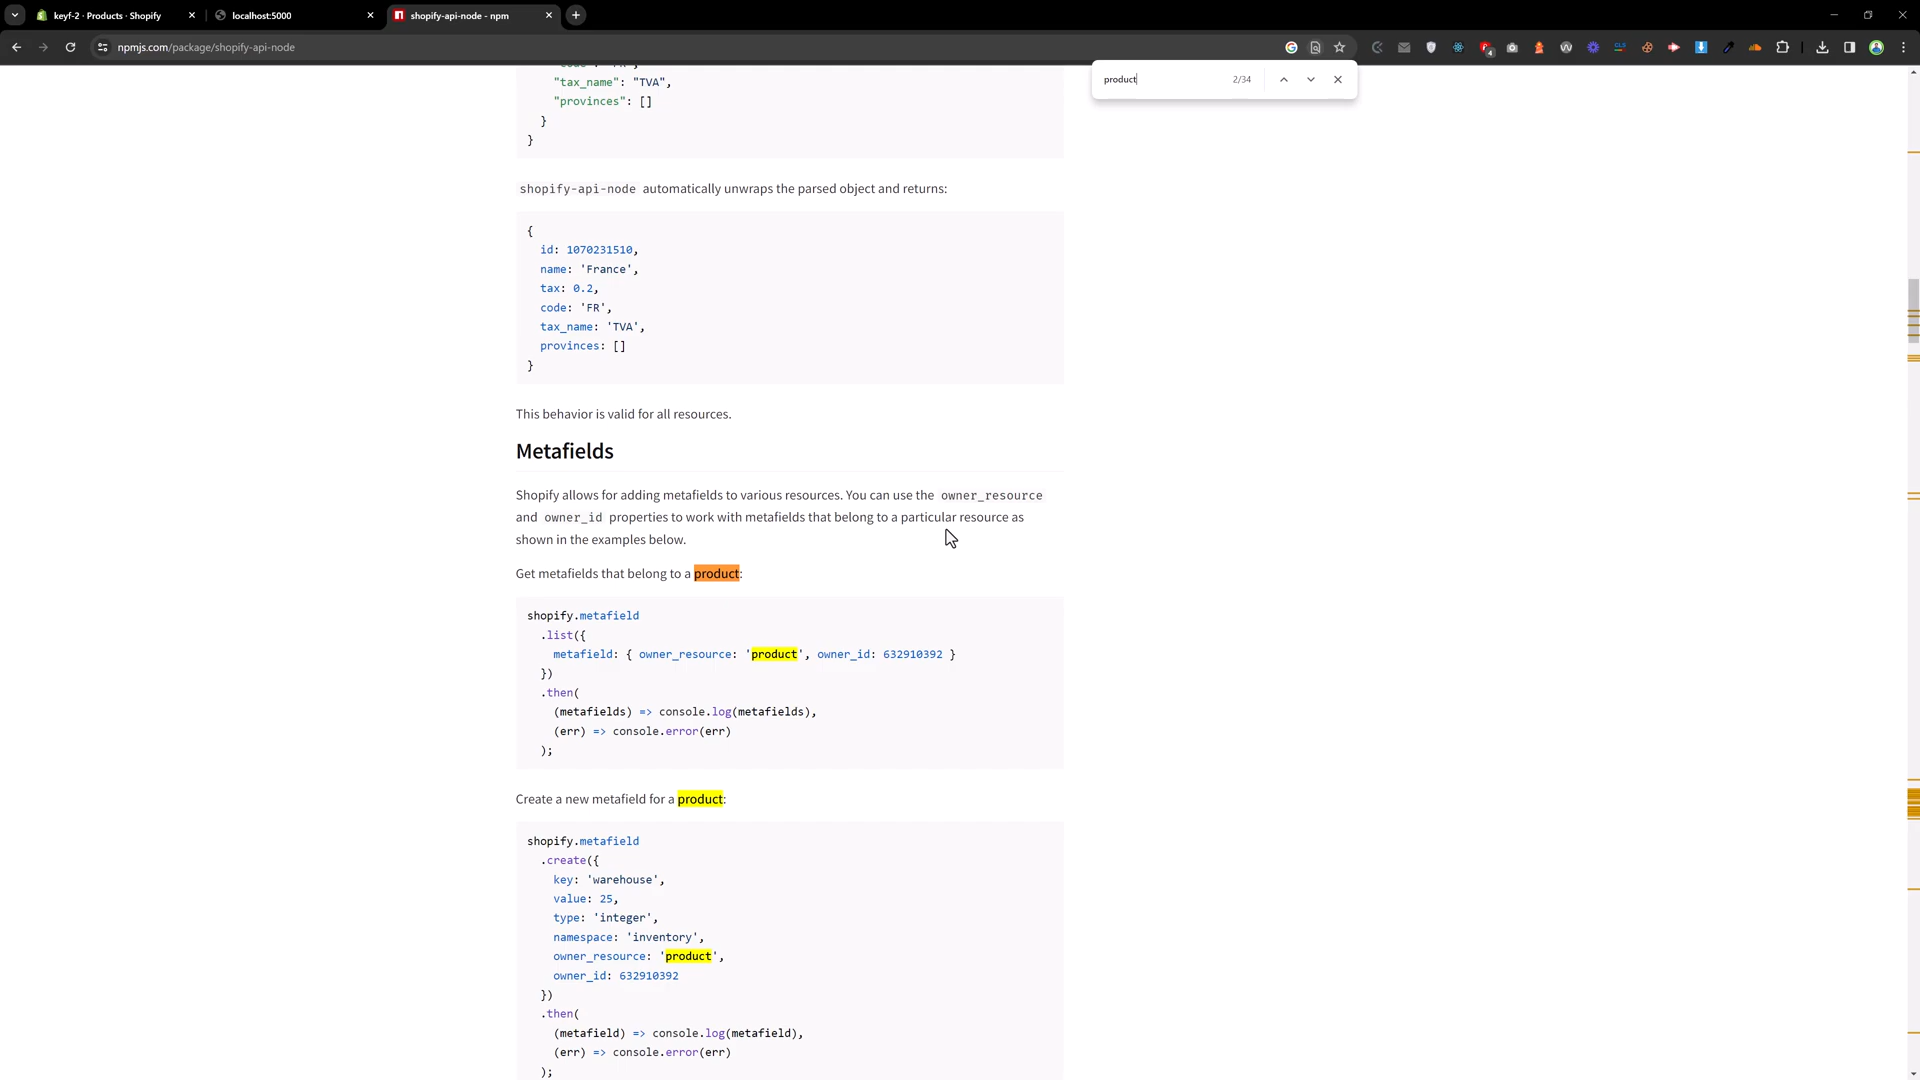 keyf-2 · Products · Shopify
localhost:5000
shopify-api-node - npm
npmjs.com/package/shopify-api-node
product
2/34
"tax_name": "TVA",
"provinces": []
}
}
shopify-api-node automatically unwraps the parsed object and returns:
{
id: 1070231510,
name: 'France',
tax: 0.2,
code: 'FR',
tax_name: 'TVA',
provinces: []
}
This behavior is valid for all resources.
Metafields
Shopify allows for adding metafields to various resources. You can use the owner_resource
and owner_id properties to work with metafields that belong to a particular resource as
shown in the examples below.
Get metafields that belong to a product:
shopify.metafield
.list({
metafield: { owner_resource: 'product', owner_id: 632910392 }
})
.then(
(metafields) => console.log(metafields),
(err) => console.error(err)
);
Create a new metafield for a product:
shopify.metafield
.create({
key: 'warehouse',
value: 25,
type: 'integer',
namespace: 'inventory',
owner_resource: 'product',
owner_id: 632910392
})
.then(
(metafield) => console.log(metafield),
(err) => console.error(err)
);